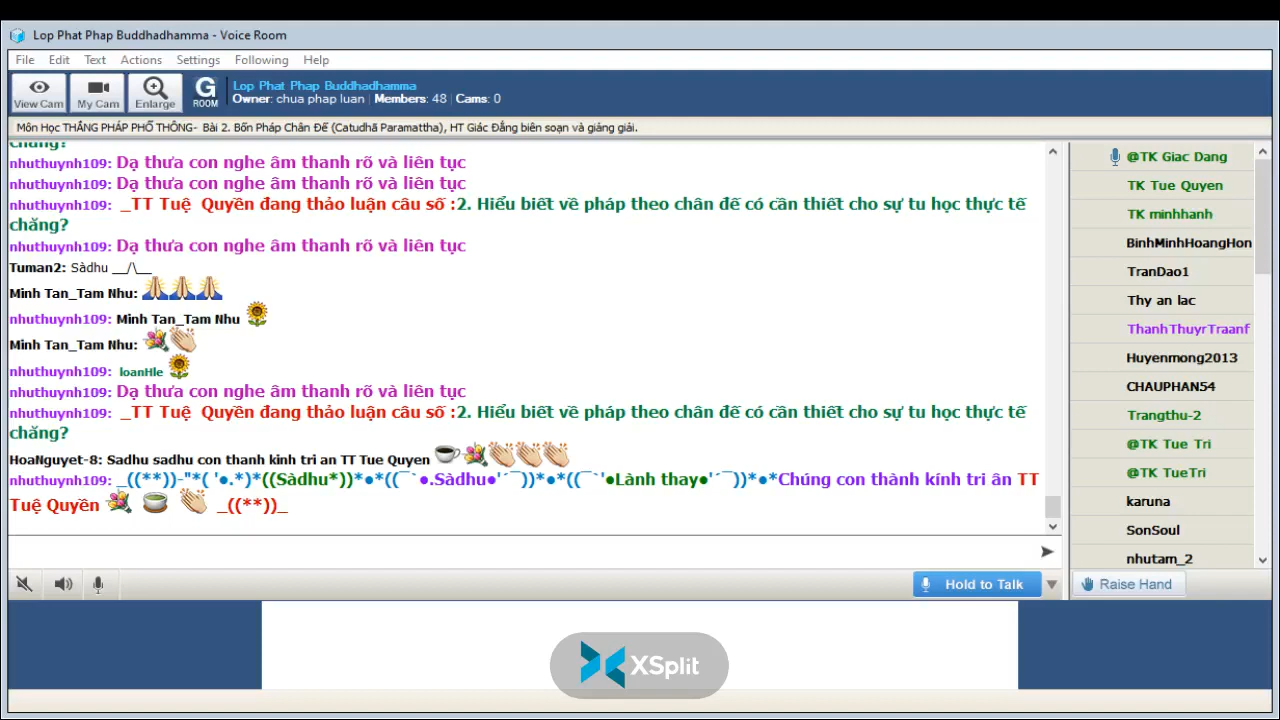 Lop Phat Phap Buddhadhamma - Voice Room
File Edit Text Actions Settings Following Help
View Cam My Cam Enlarge G ROOM
Lop Phat Phap Buddhadhamma
Owner: chua phap luan | Members: 48 | Cams: 0
Môn Học THẮNG PHÁP PHỔ THÔNG- Bài 2. Bốn Pháp Chân Đế (Catudhā Paramattha), HT Giác Đẳng biên soạn và giảng giải.
chăng?
nhuthuynh109: Dạ thưa con nghe âm thanh rõ và liên tục
nhuthuynh109: Dạ thưa con nghe âm thanh rõ và liên tục
nhuthuynh109: _TT Tuệ Quyền đang thảo luận câu số :2. Hiểu biết về pháp theo chân đế có cần thiết cho sự tu học thực tế
chăng?
nhuthuynh109: Dạ thưa con nghe âm thanh rõ và liên tục
Tuman2: Sàdhu __/\__
Minh Tan_Tam Nhu: 🙏🙏🙏
nhuthuynh109: Minh Tan_Tam Nhu 🌻
Minh Tan_Tam Nhu: 💐👏
nhuthuynh109: loanHle 🌻
nhuthuynh109: Dạ thưa con nghe âm thanh rõ và liên tục
nhuthuynh109: _TT Tuệ Quyền đang thảo luận câu số :2. Hiểu biết về pháp theo chân đế có cần thiết cho sự tu học thực tế
chăng?
HoaNguyet-8: Sadhu sadhu con thanh kinh tri an TT Tue Quyen ☕💐👏👏👏
nhuthuynh109: _((**))-"*( '●.*)*((Sàdhu*))*●*((¯`●.Sàdhu●'´¯))*●*((¯`'●Lành thay●'´¯))*●*Chúng con thành kính tri ân TT
Tuệ Quyền 💐 🍵 👏 _((**))_
@TK Giac Dang
TK Tue Quyen
TK minhhanh
BinhMinhHoangHon
TranDao1
Thy an lac
ThanhThuyrTraanf
Huyenmong2013
CHAUPHAN54
Trangthu-2
@TK Tue Tri
@TK TueTri
karuna
SonSoul
nhutam_2
Hold to Talk
Raise Hand
XSplit